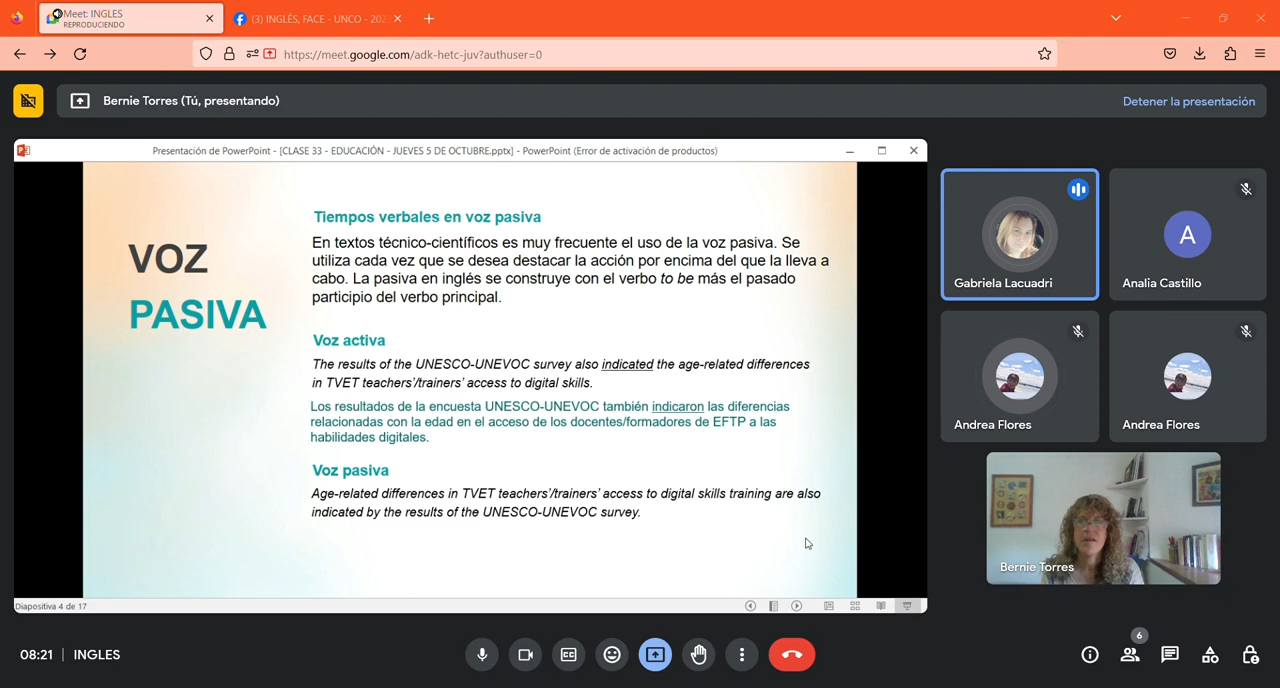 Meet: INGLES
REPRODUCIENDO
(3) INGLÉS, FACE - UNCO - 202
https://meet.google.com/adk-hetc-juv?authuser=0
Bernie Torres (Tú, presentando)
Detener la presentación
Presentación de PowerPoint - [CLASE 33 - EDUCACIÓN - JUEVES 5 DE OCTUBRE.pptx] - PowerPoint (Error de activación de productos)
VOZ
PASIVA
Tiempos verbales en voz pasiva
En textos técnico-científicos es muy frecuente el uso de la voz pasiva. Se
utiliza cada vez que se desea destacar la acción por encima del que la lleva a
cabo. La pasiva en inglés se construye con el verbo to be más el pasado
participio del verbo principal.
Voz activa
The results of the UNESCO-UNEVOC survey also indicated the age-related differences
in TVET teachers'/trainers' access to digital skills.
Los resultados de la encuesta UNESCO-UNEVOC también indicaron las diferencias
relacionadas con la edad en el acceso de los docentes/formadores de EFTP a las
habilidades digitales.
Voz pasiva
Age-related differences in TVET teachers'/trainers' access to digital skills training are also
indicated by the results of the UNESCO-UNEVOC survey.
Diapositiva 4 de 17
Gabriela Lacuadri
A
Analia Castillo
Andrea Flores
Andrea Flores
Bernie Torres
08:21 | INGLES
6